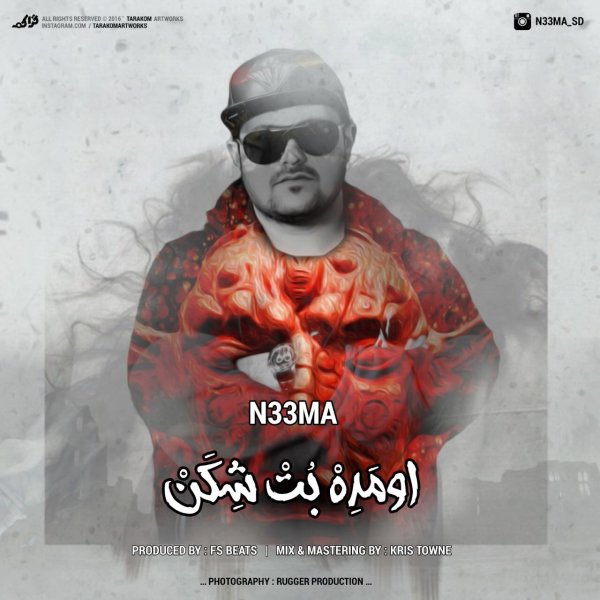 ALL RIGHTS RESERVED © 2016 ~ TARAKOM ARTWORKS
INSTAGRAM.COM / TARAKOMARTWORKS
N33MA_SD
N33MA
اومَدِهْ بُتْ شِکَنْ
PRODUCED BY : FS BEATS | MIX & MASTERING BY : KRIS TOWNE
... PHOTOGRAPHY : RUGGER PRODUCTION ...